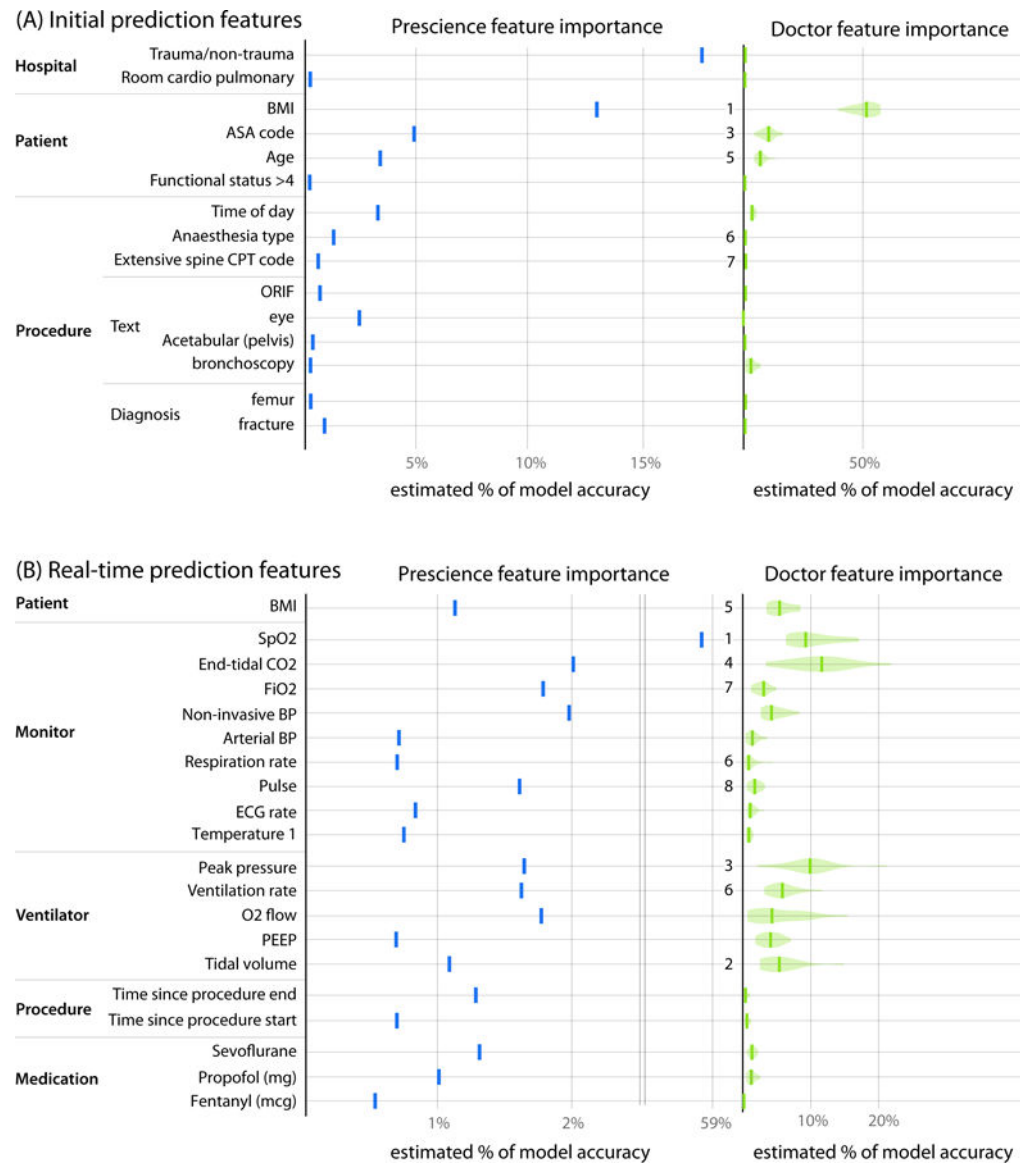 (A) Initial prediction features
Prescience feature importance
Doctor feature importance
Hospital
Trauma/non-trauma
Room cardio pulmonary
Patient
BMI 1
ASA code 3
Age 5
Functional status >4
Procedure
Time of day
Anaesthesia type 6
Extensive spine CPT code 7
Text
ORIF
eye
Acetabular (pelvis)
bronchoscopy
Diagnosis
femur
fracture
5% 10% 15% 50%
estimated % of model accuracy
estimated % of model accuracy
(B) Real-time prediction features
Prescience feature importance
Doctor feature importance
Patient
BMI 5
Monitor
SpO2 1
End-tidal CO2 4
FiO2 7
Non-invasive BP
Arterial BP
Respiration rate 6
Pulse 8
ECG rate
Temperature 1
Ventilator
Peak pressure 3
Ventilation rate 6
O2 flow
PEEP
Tidal volume 2
Procedure
Time since procedure end
Time since procedure start
Medication
Sevoflurane
Propofol (mg)
Fentanyl (mcg)
1% 2% 59% 10% 20%
estimated % of model accuracy
estimated % of model accuracy